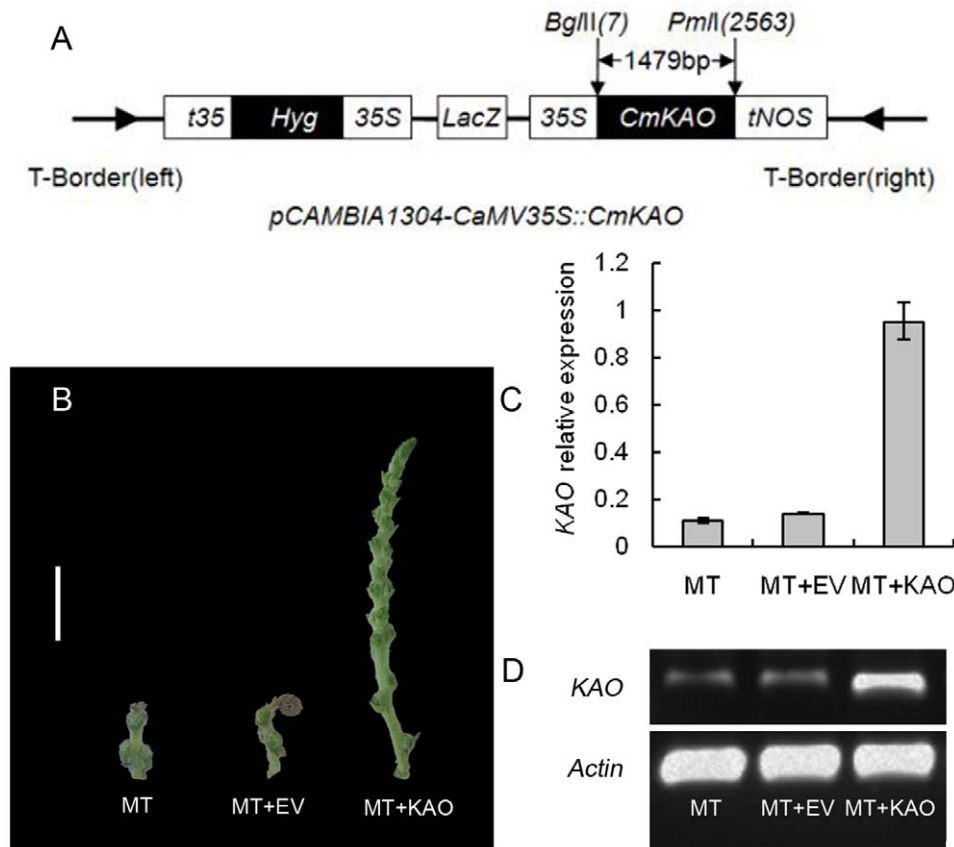 A
BglII(7) PmlI(2563)
1479bp
t35 Hyg 35S LacZ 35S CmKAO tNOS
T-Border(left) T-Border(right)
pCAMBIA1304-CaMV35S::CmKAO
B
MT MT+EV MT+KAO
C
KAO relative expression
1.2
1
0.8
0.6
0.4
0.2
0
MT MT+EV MT+KAO
D
KAO
Actin
MT MT+EV MT+KAO